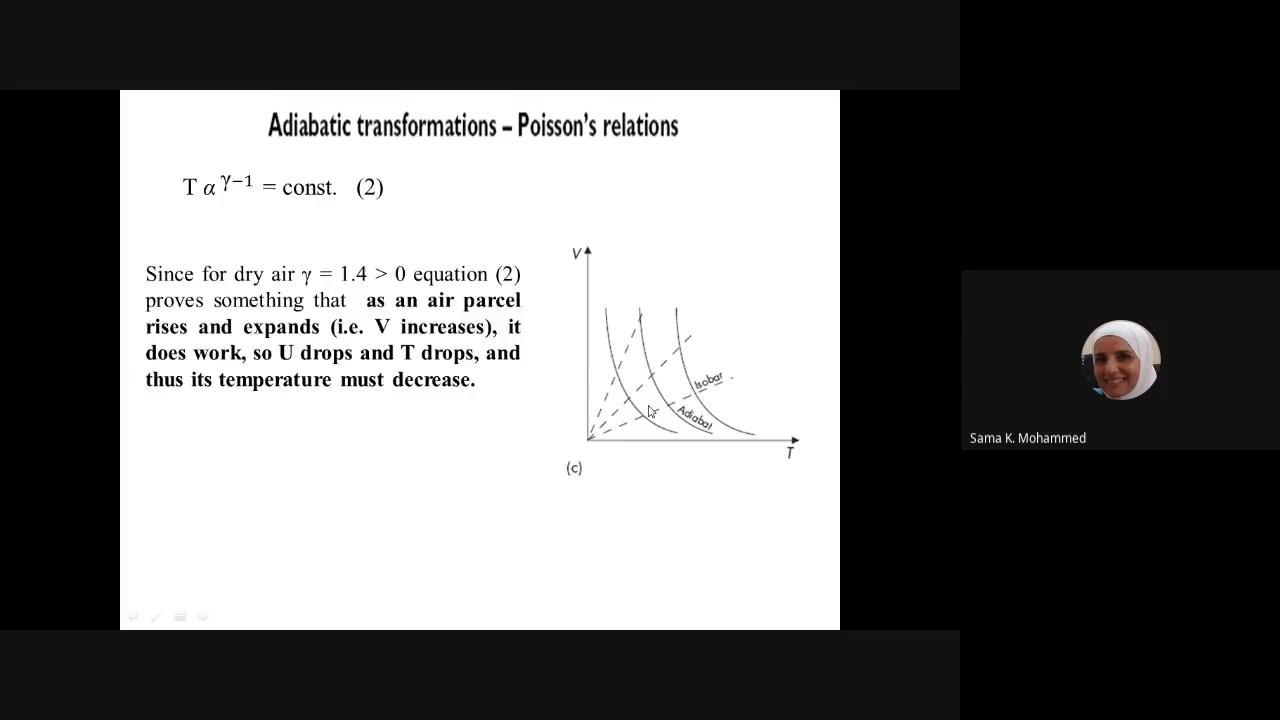 Adiabatic transformations – Poisson's relations
T α^(γ−1) = const. (2)
Since for dry air γ = 1.4 > 0 equation (2)
proves something that as an air parcel
rises and expands (i.e. V increases), it
does work, so U drops and T drops, and
thus its temperature must decrease.
V
Isobar
Adiabat
T
(c)
Sama K. Mohammed